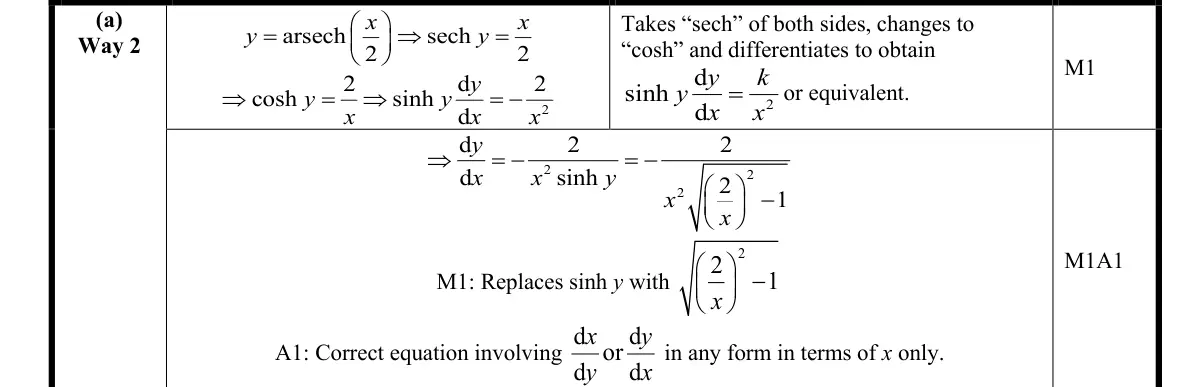 (a)
Way 2
y = arsech(x/2) ⇒ sech y = x/2
⇒ cosh y = 2/x ⇒ sinh y dy/dx = −2/x²
Takes “sech” of both sides, changes to
“cosh” and differentiates to obtain
sinh y dy/dx = k/x² or equivalent.
M1
⇒ dy/dx = −2/(x² sinh y) = −2/(x²√((2/x)² − 1))
M1: Replaces sinh y with √((2/x)² − 1)
A1: Correct equation involving dx/dy or dy/dx in any form in terms of x only.
M1A1